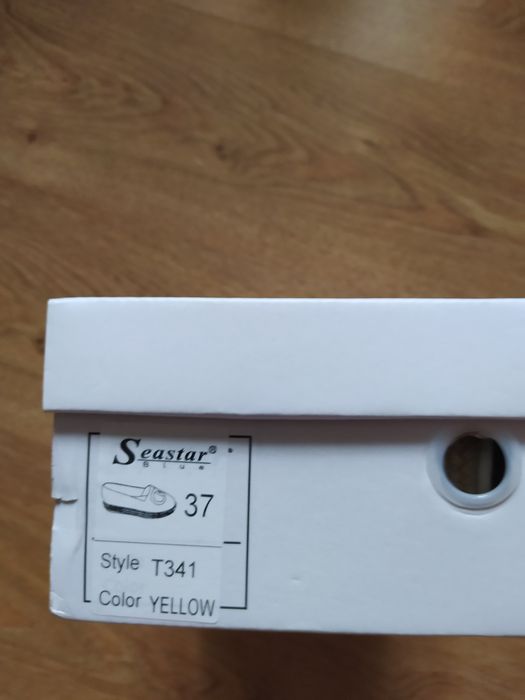 Seastar®
Blue
37
Style T341
Color YELLOW